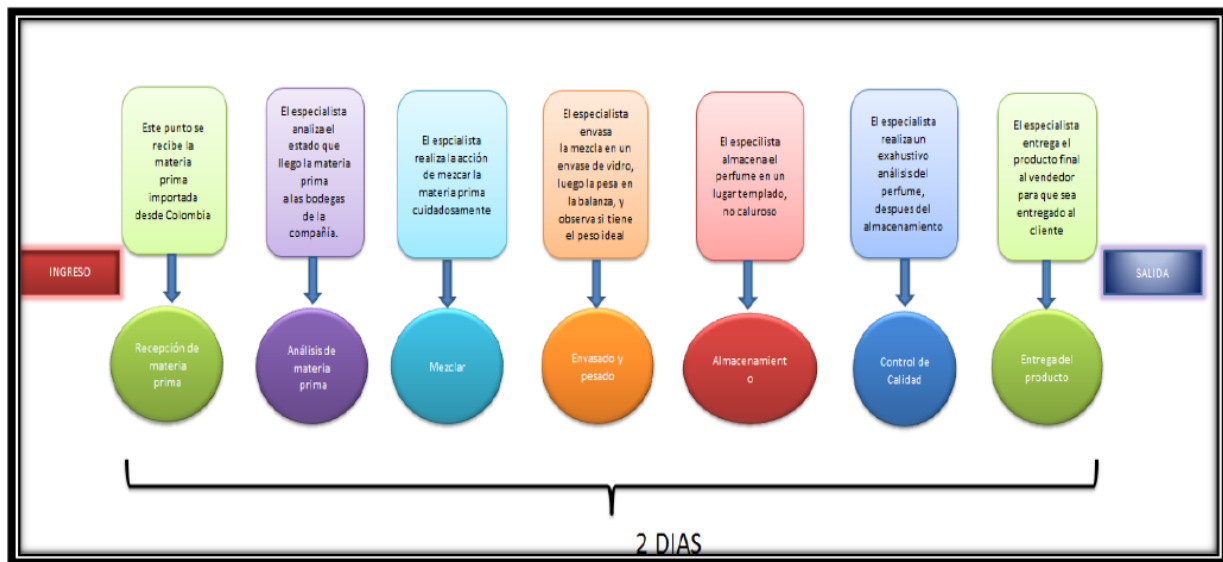 Este punto se
recibe la
materia
prima
importada
desde Colombia
El especialista
analiza el
estado que
llego la materia
prima
a las bodegas
de la
compañía.
El espcialista
realiza la acción
de mezcar la
materia prima
cuidadosamente
El especialista
envasa
la mezcla en un
envase de vidro,
luego la pesa en
la balanza, y
observa si tiene
el peso ideal
El especilista
almacena el
perfume en un
lugar templado,
no caluroso
El especialista
realiza un
exahustivo
análisis del
perfume,
despues del
almacenamiento
El especialista
entrega el
producto final
al vendedor
para que sea
entregado al
cliente
INGRESO
SALIDA
Recepción de
materia
prima
Análisis de
materia
prima
Mezclar
Envasado y
pesado
Almacenamient
o
Control de
Calidad
Entrega del
producto
2 DIAS